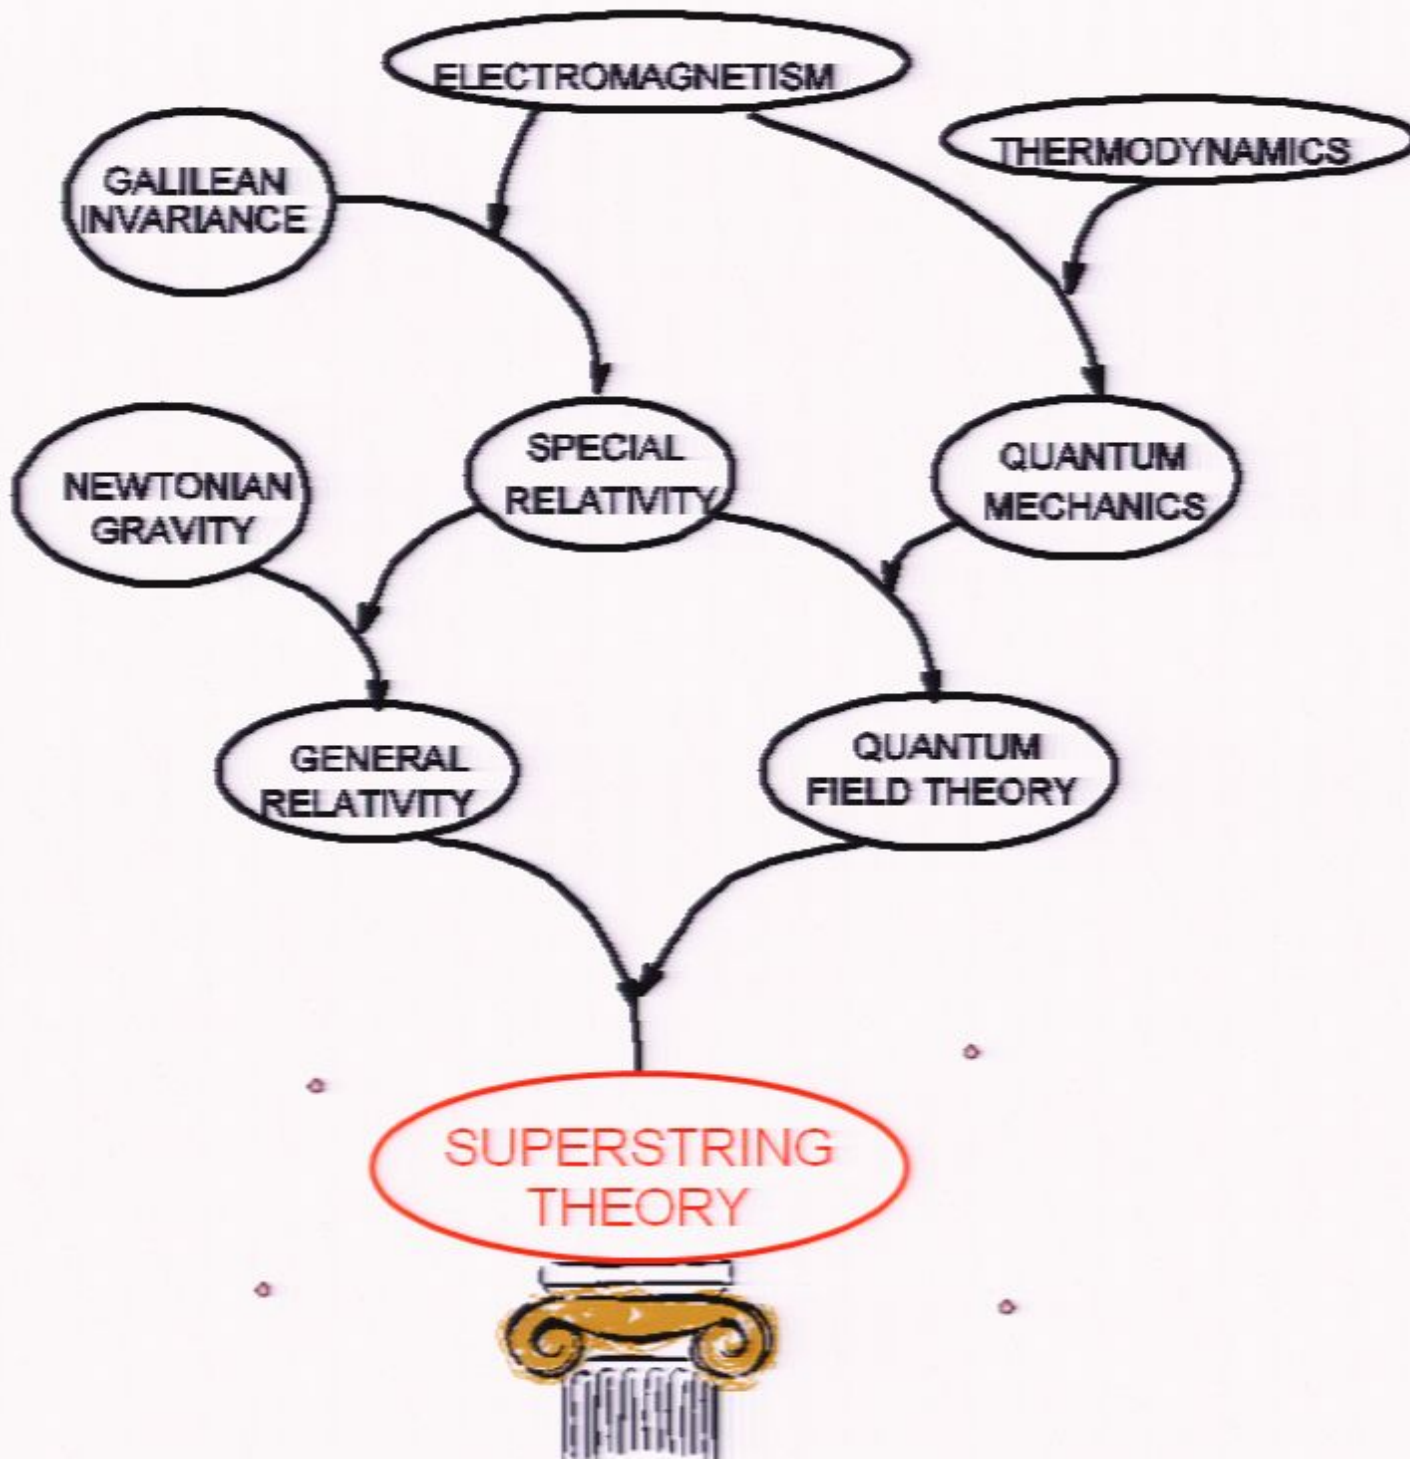 ELECTROMAGNETISM
THERMODYNAMICS
GALILEAN
INVARIANCE
SPECIAL
RELATIVITY
QUANTUM
MECHANICS
NEWTONIAN
GRAVITY
GENERAL
RELATIVITY
QUANTUM
FIELD THEORY
SUPERSTRING
THEORY